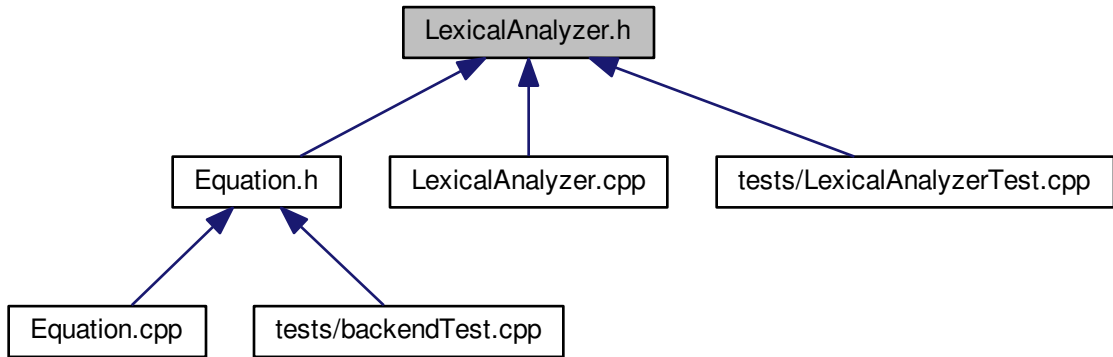 LexicalAnalyzer.h
Equation.h
LexicalAnalyzer.cpp
tests/LexicalAnalyzerTest.cpp
Equation.cpp
tests/backendTest.cpp